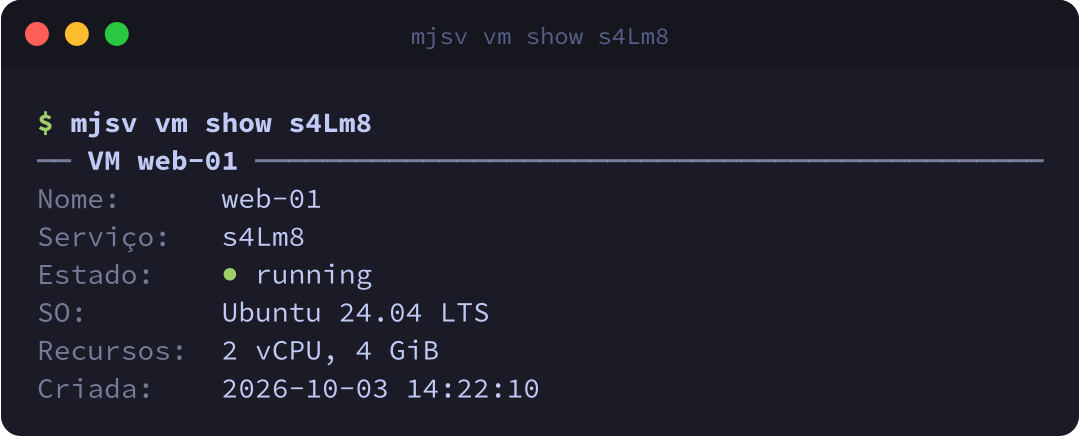 mjsv vm show s4Lm8
$ mjsv vm show s4Lm8
── VM web-01 ───────────────────────────────────────────────
Nome: web-01
Serviço: s4Lm8
Estado: ● running
SO: Ubuntu 24.04 LTS
Recursos: 2 vCPU, 4 GiB
Criada: 2026-10-03 14:22:10